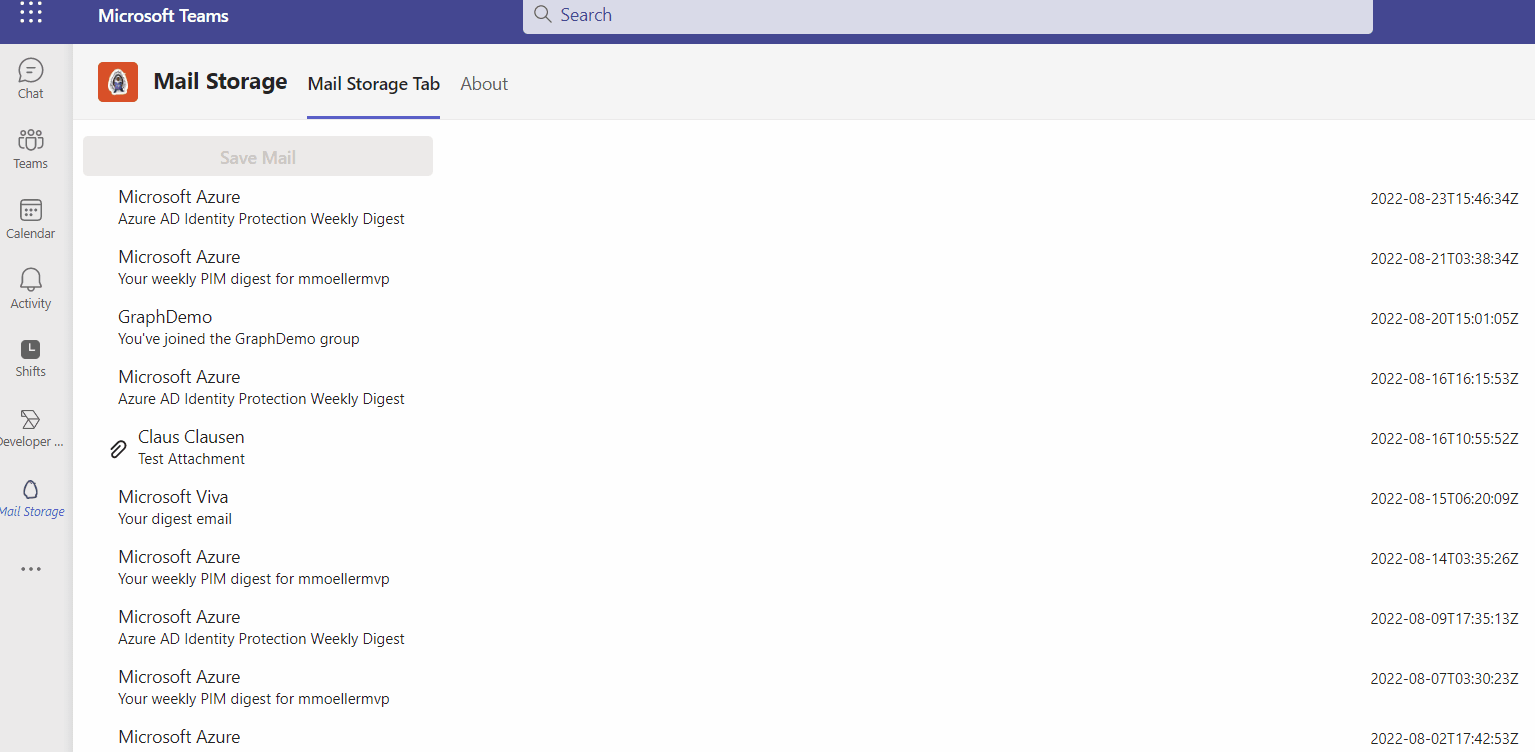 Microsoft Teams
Search
Chat
Teams
Calendar
Activity
Shifts
Developer ...
Mail Storage
Mail Storage
Mail Storage Tab
About
Save Mail
Microsoft Azure
2022-08-23T15:46:34Z
Azure AD Identity Protection Weekly Digest
Microsoft Azure
2022-08-21T03:38:34Z
Your weekly PIM digest for mmoellermvp
GraphDemo
2022-08-20T15:01:05Z
You've joined the GraphDemo group
Microsoft Azure
2022-08-16T16:15:53Z
Azure AD Identity Protection Weekly Digest
Claus Clausen
2022-08-16T10:55:52Z
Test Attachment
Microsoft Viva
2022-08-15T06:20:09Z
Your digest email
Microsoft Azure
2022-08-14T03:35:26Z
Your weekly PIM digest for mmoellermvp
Microsoft Azure
2022-08-09T17:35:13Z
Azure AD Identity Protection Weekly Digest
Microsoft Azure
2022-08-07T03:30:23Z
Your weekly PIM digest for mmoellermvp
Microsoft Azure
2022-08-02T17:42:53Z